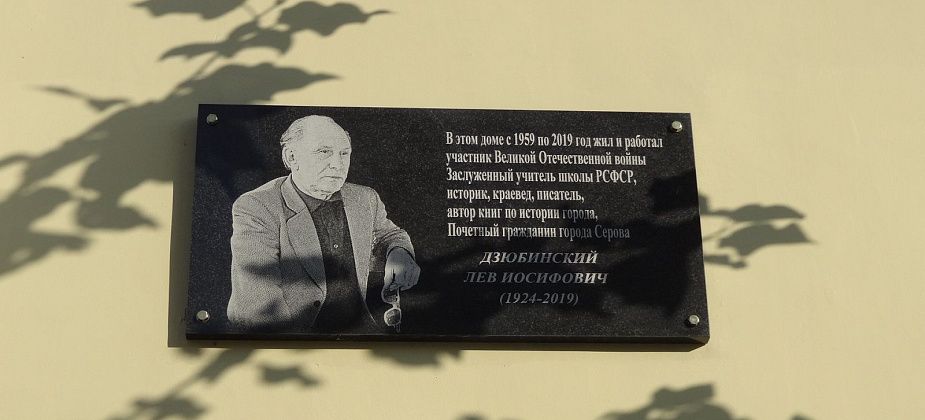 В этом доме с 1959 по 2019 год жил и работал
участник Великой Отечественной войны
Заслуженный учитель школы РСФСР,
историк, краевед, писатель,
автор книг по истории города,
Почетный гражданин города Серова
ДЗЮБИНСКИЙ
ЛЕВ ИОСИФОВИЧ
(1924-2019)